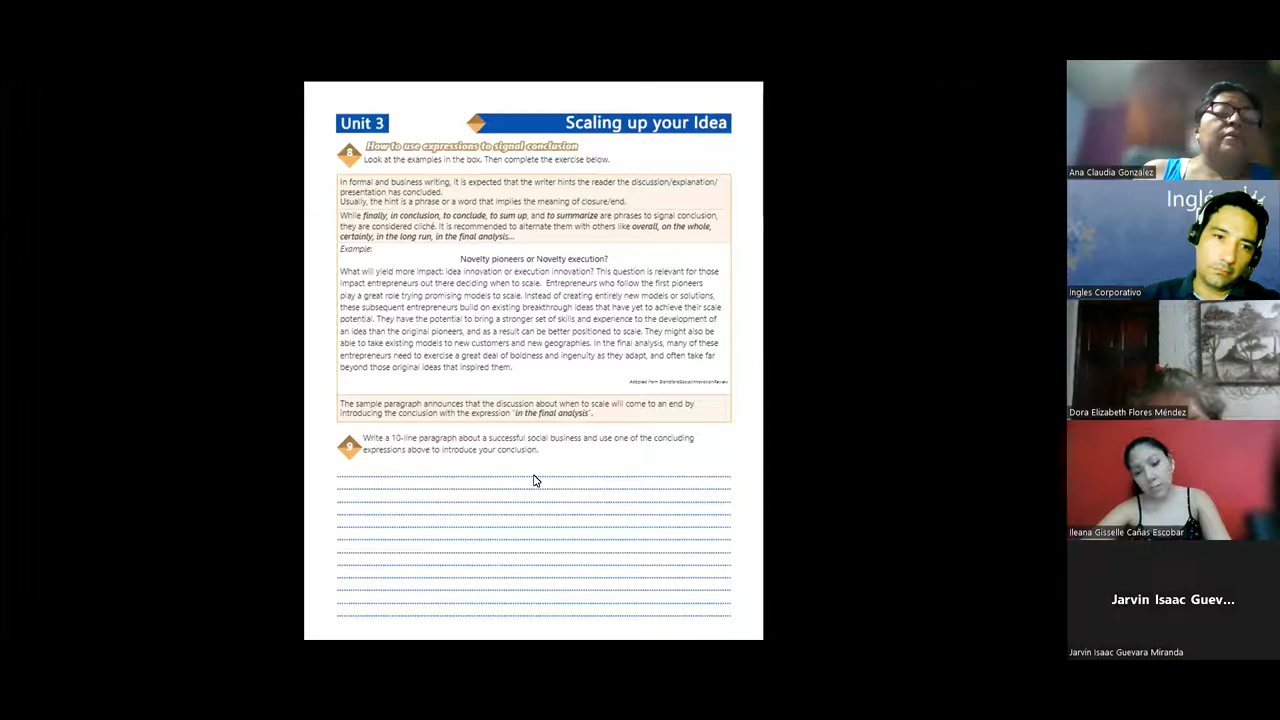 Unit 3
Scaling up your Idea
8
How to use expressions to signal conclusion
Look at the examples in the box. Then complete the exercise below.
In formal and business writing, it is expected that the writer hints the reader the discussion/explanation/
presentation has concluded.
Usually, the hint is a phrase or a word that implies the meaning of closure/end.
While finally, in conclusion, to conclude, to sum up, and to summarize are phrases to signal conclusion,
they are considered cliché. It is recommended to alternate them with others like overall, on the whole,
certainly, in the long run, in the final analysis...
Example:
Novelty pioneers or Novelty execution?
What will yield more impact: idea innovation or execution innovation? This question is relevant for those
impact entrepreneurs out there deciding when to scale. Entrepreneurs who follow the first pioneers
play a great role trying promising models to scale. Instead of creating entirely new models or solutions,
these subsequent entrepreneurs build on existing breakthrough ideas that have yet to achieve their scale
potential. They have the potential to bring a stronger set of skills and experience to the development of
an idea than the original pioneers, and as a result can be better positioned to scale. They might also be
able to take existing models to new customers and new geographies. In the final analysis, many of these
entrepreneurs need to exercise a great deal of boldness and ingenuity as they adapt, and often take far
beyond those original ideas that inspired them.
Adapted from StandfordSocialInnovationReview
The sample paragraph announces that the discussion about when to scale will come to an end by
introducing the conclusion with the expression "in the final analysis".
9
Write a 10-line paragraph about a successful social business and use one of the concluding
expressions above to introduce your conclusion.
Ana Claudia González
Inglé
Ingles Corporativo
Dora Elizabeth Flores Méndez
Ileana Gisselle Cañas Escobar
Jarvin Isaac Guev...
Jarvin Isaac Guevara Miranda